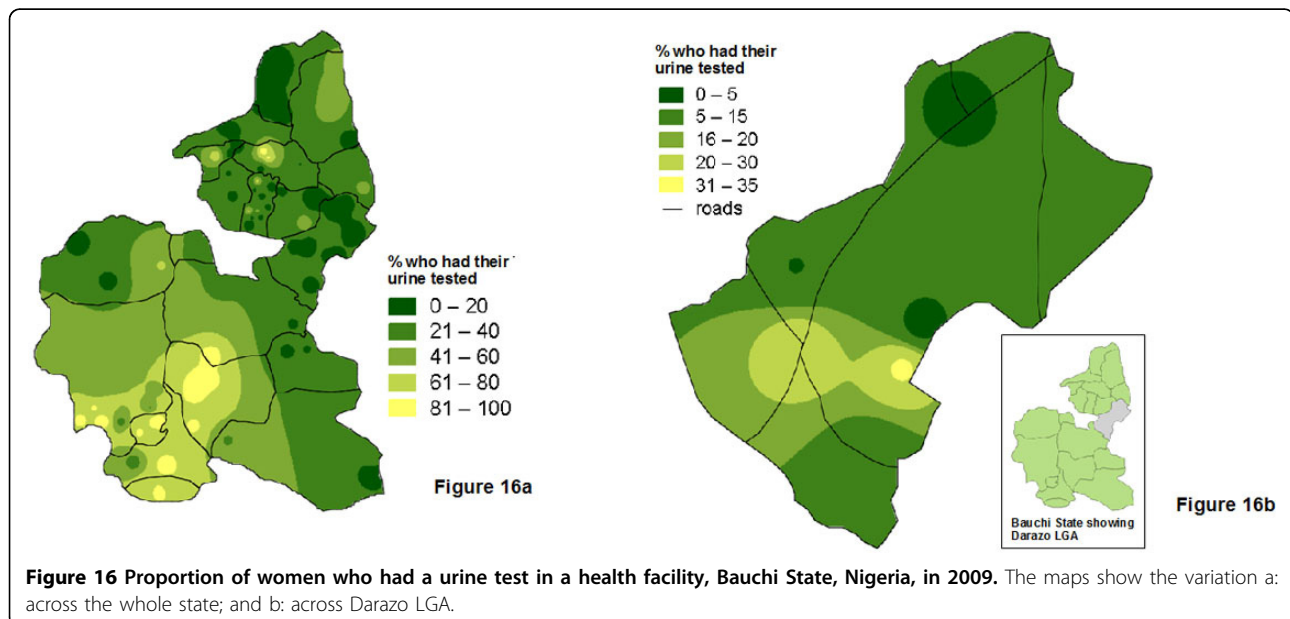 % who had their
urine tested
0 – 20
21 – 40
41 – 60
61 – 80
81 – 100
Figure 16a
% who had their
urine tested
0 – 5
5 – 15
16 – 20
20 – 30
31 – 35
roads
Bauchi State showing
Darazo LGA
Figure 16b
Figure 16 Proportion of women who had a urine test in a health facility, Bauchi State, Nigeria, in 2009. The maps show the variation a:
across the whole state; and b: across Darazo LGA.